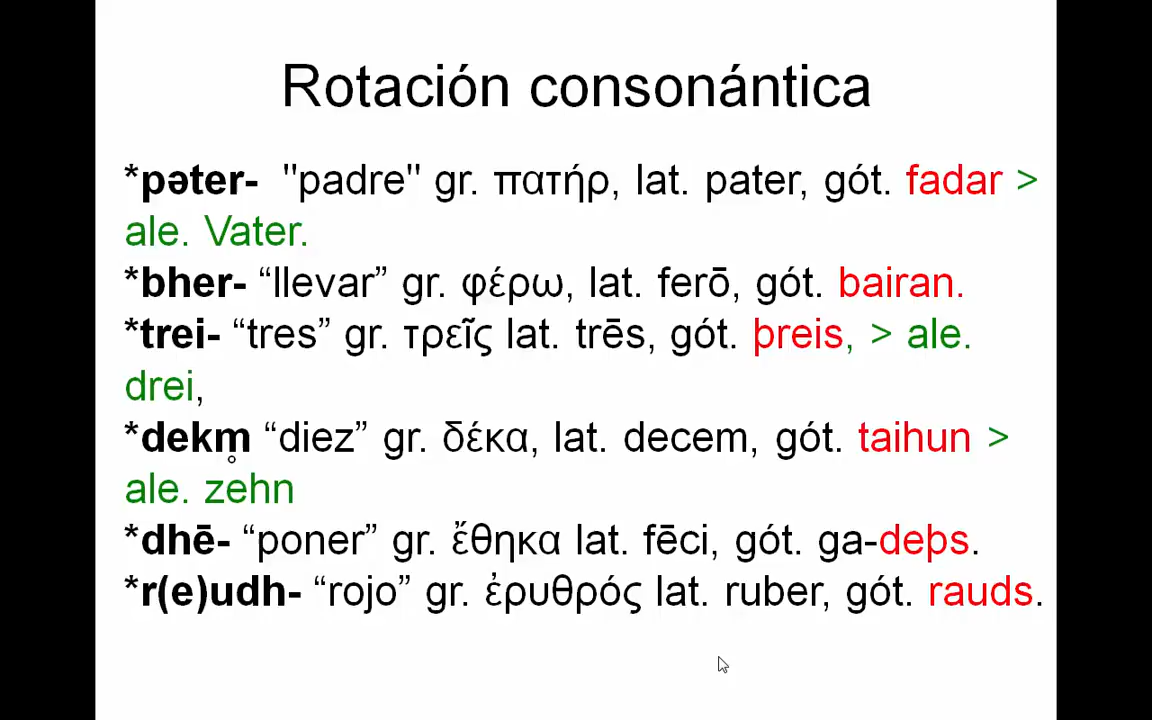 Rotación consonántica
*pəter- "padre" gr. πατήρ, lat. pater, gót. fadar >
ale. Vater.
*bher- “llevar” gr. φέρω, lat. ferō, gót. bairan.
*trei- “tres” gr. τρεῖς lat. trēs, gót. þreis, > ale.
drei,
*dekm̥ “diez” gr. δέκα, lat. decem, gót. taihun >
ale. zehn
*dhē- “poner” gr. ἔθηκα lat. fēci, gót. ga-deþs.
*r(e)udh- “rojo” gr. ἐρυθρός lat. ruber, gót. rauds.